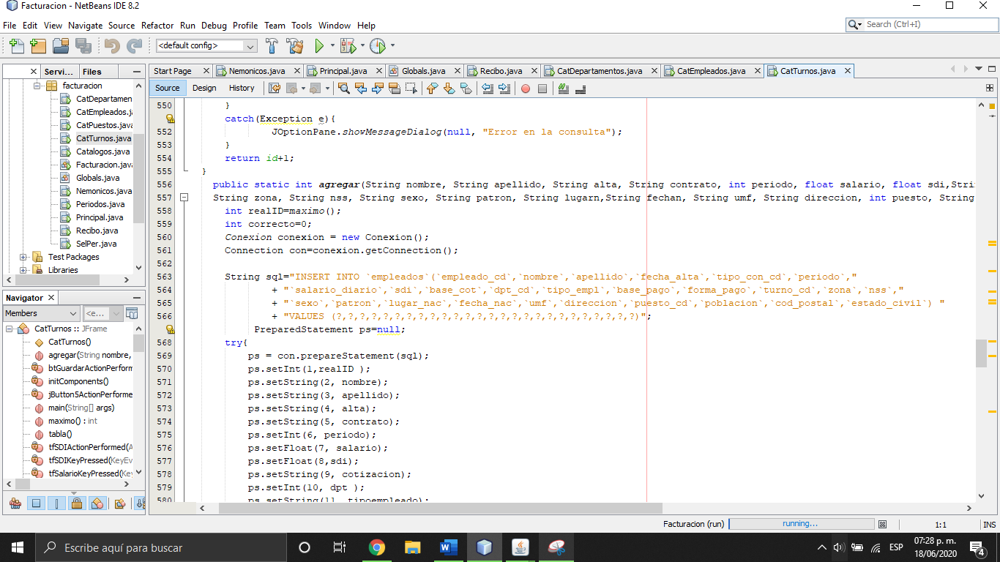 Facturacion - NetBeans IDE 8.2
File Edit View Navigate Source Refactor Run Debug Profile Team Tools Window Help
Search (Ctrl+I)
<default config>
Servi... Files
Start Page Nemonicos.java Principal.java Globals.java Recibo.java CatDepartamentos.java CatEmpleados.java CatTurnos.java
Source Design History
facturacion
CatDepartamen
CatEmpleados.ja
CatPuestos.java
CatTurnos.java
Catalogos.java
Facturacion.java
Globals.java
Nemonicos.java
Periodos.java
Principal.java
Recibo.java
SelPer.java
Test Packages
Libraries
Navigator
Members <e...
CatTurnos :: JFrame
CatTurnos()
agregar(String nombre,
btGuardarActionPerform
initComponents()
jButton5ActionPerforme
main(String[] args)
maximo() : int
tabla()
tfSDIActionPerformed(A
tfSDIKeyPressed(KeyEv
tfSalarioKeyPressed(Key
550 }
catch(Exception e){
552 JOptionPane.showMessageDialog(null, "Error en la consulta");
553 }
554 return id+1;
555 }
556 public static int agregar(String nombre, String apellido, String alta, String contrato, int periodo, float salario, float sdi,Stri
557 String zona, String nss, String sexo, String patron, String lugarn,String fechan, String umf, String direccion, int puesto, String
558 int realID=maximo();
559 int correcto=0;
560 Conexion conexion = new Conexion();
561 Connection con=conexion.getConnection();
562
563 String sql="INSERT INTO `empleados`(`empleado_cd`,`nombre`,`apellido`,`fecha_alta`,`tipo_con_cd`,`periodo`,"
564 + "`salario_diario`,`sdi`,`base_cot`,`dpt_cd`,`tipo_empl`,`base_pago`,`forma_pago`,`turno_cd`,`zona`,`nss`,"
565 + "`sexo`,`patron`,`lugar_nac`,`fecha_nac`,`umf`,`direccion`,`puesto_cd`,`poblacion`,`cod_postal`,`estado_civil`) "
566 + "VALUES (?,?,?,?,?,?,?,?,?,?,?,?,?,?,?,?,?,?,?,?,?,?,?,?,?,?)";
PreparedStatement ps=null;
568 try{
569 ps = con.prepareStatement(sql);
570 ps.setInt(1,realID );
571 ps.setString(2, nombre);
572 ps.setString(3, apellido);
573 ps.setString(4, alta);
574 ps.setString(5, contrato);
575 ps.setInt(6, periodo);
576 ps.setFloat(7, salario);
577 ps.setFloat(8,sdi);
578 ps.setString(9, cotizacion);
579 ps.setInt(10, dpt );
580 ps.setString(11, tipoempleado);
Facturacion (run) running... 1:1 INS
Escribe aquí para buscar
ESP
07:28 p. m.
18/06/2020
4